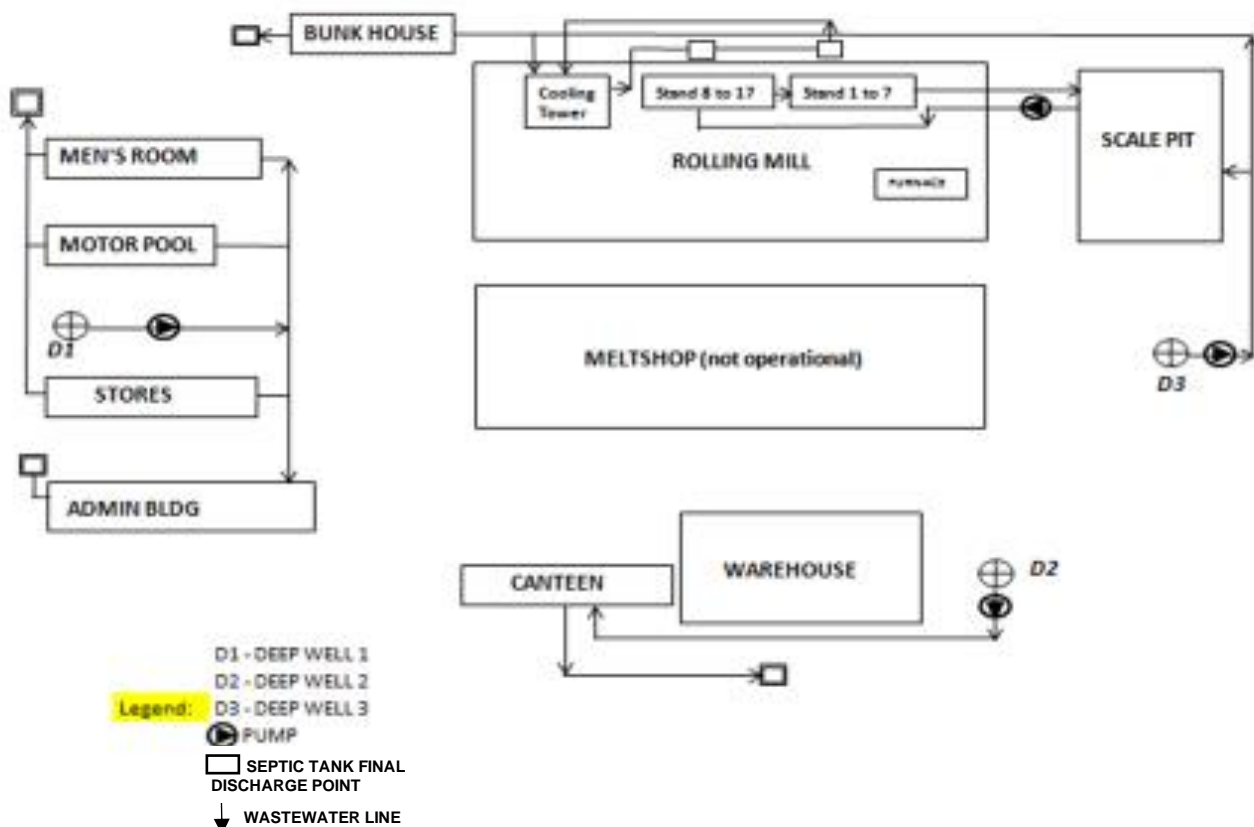 BUNK HOUSE
Cooling
Tower
Stand 8 to 17
Stand 1 to 7
SCALE PIT
MEN'S ROOM
ROLLING MILL
FURNACE
MOTOR POOL
D1
MELTSHOP (not operational)
D3
STORES
ADMIN BLDG
CANTEEN
WAREHOUSE
D2
D1 - DEEP WELL 1
D2 - DEEP WELL 2
Legend: D3 - DEEP WELL 3
PUMP
SEPTIC TANK FINAL
DISCHARGE POINT
WASTEWATER LINE